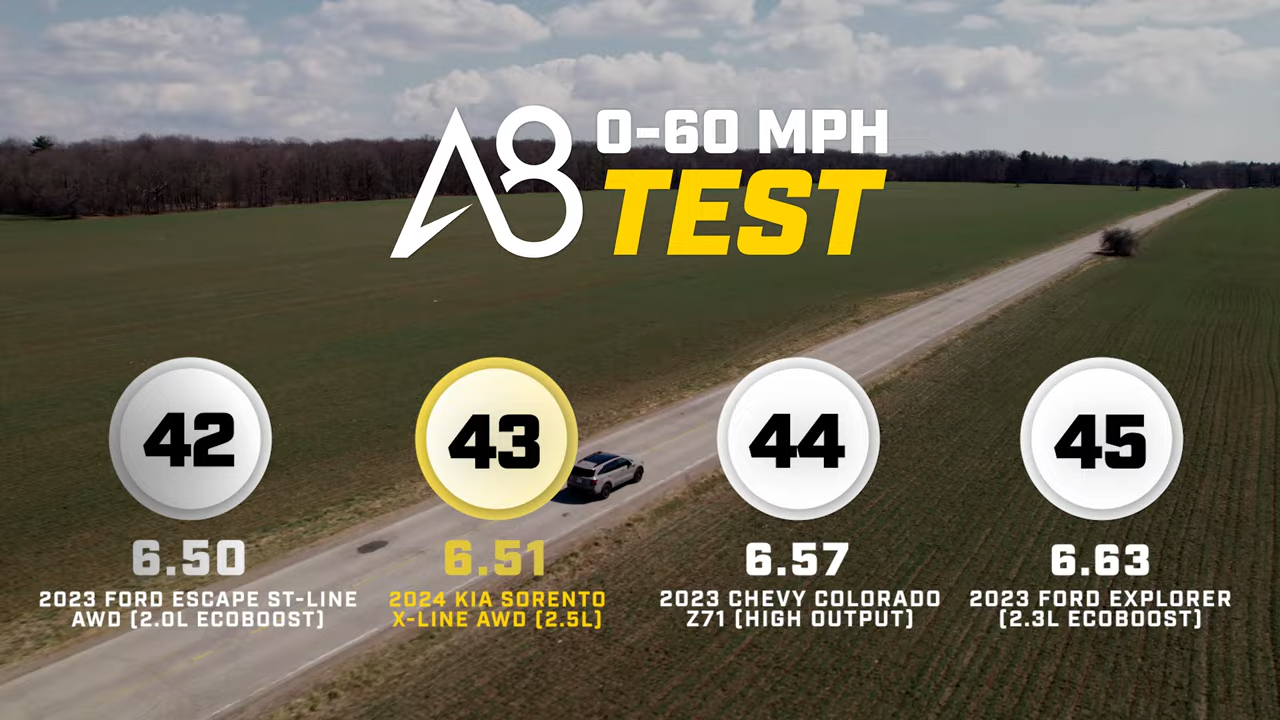 A8 0-60 MPH
TEST
42
43
44
45
6.50
6.51
6.57
6.63
2023 FORD ESCAPE ST-LINE
AWD [2.0L ECOBOOST]
2024 KIA SORENTO
X-LINE AWD [2.5L]
2023 CHEVY COLORADO
Z71 (HIGH OUTPUT)
2023 FORD EXPLORER
[2.3L ECOBOOST]